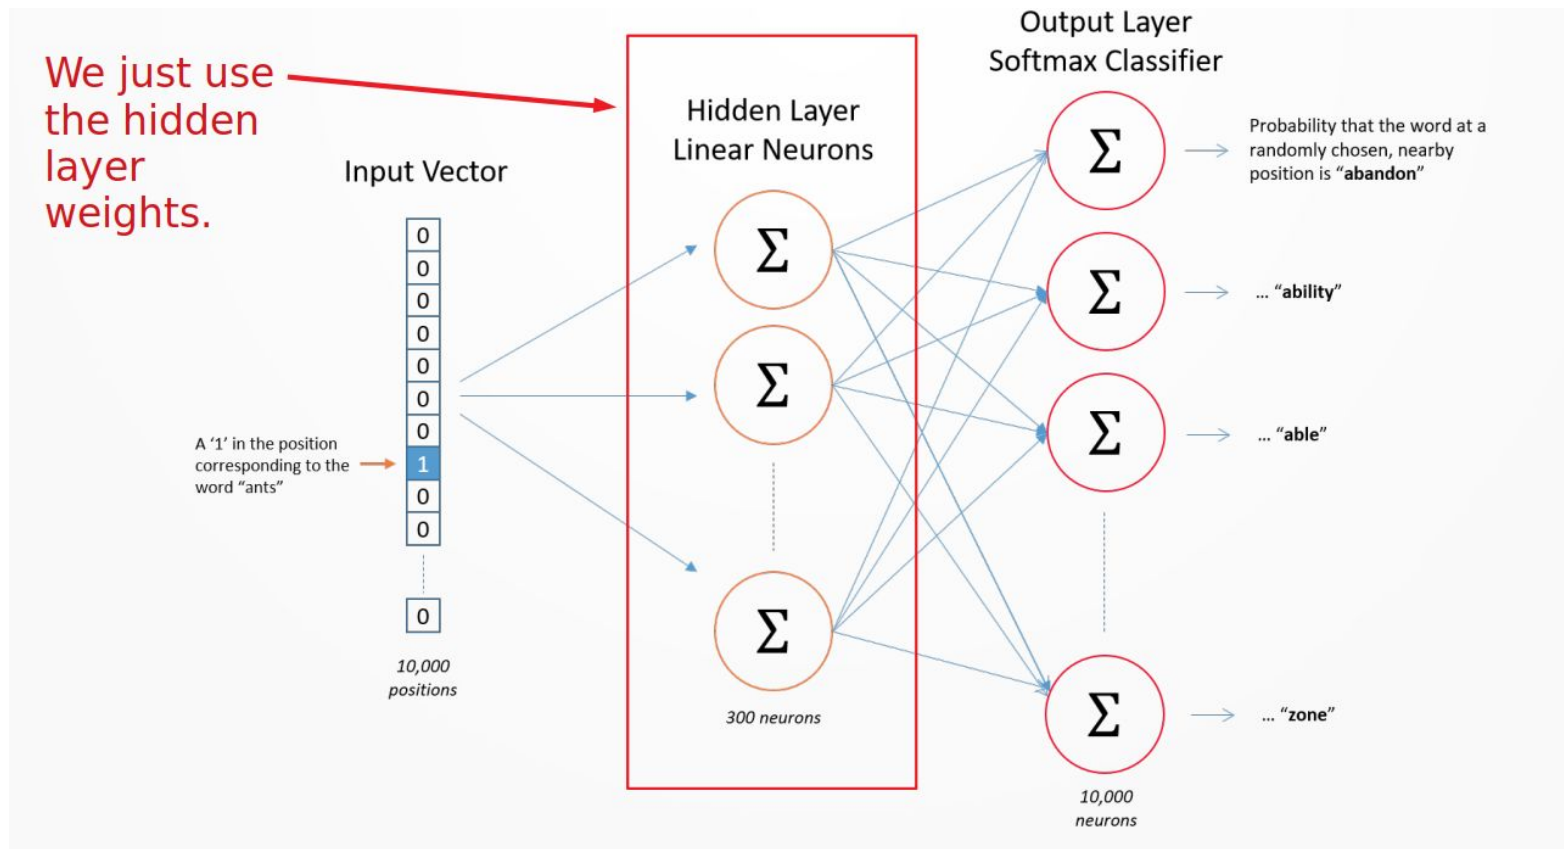 We just use
the hidden
layer
weights.
Input Vector
0
0
0
0
0
0
0
1
0
0
0
A ‘1’ in the position
corresponding to the
word “ants”
10,000
positions
Hidden Layer
Linear Neurons
Σ
Σ
Σ
300 neurons
Output Layer
Softmax Classifier
Σ
Σ
Σ
Σ
10,000
neurons
Probability that the word at a
randomly chosen, nearby
position is “abandon”
... “ability”
... “able”
... “zone”